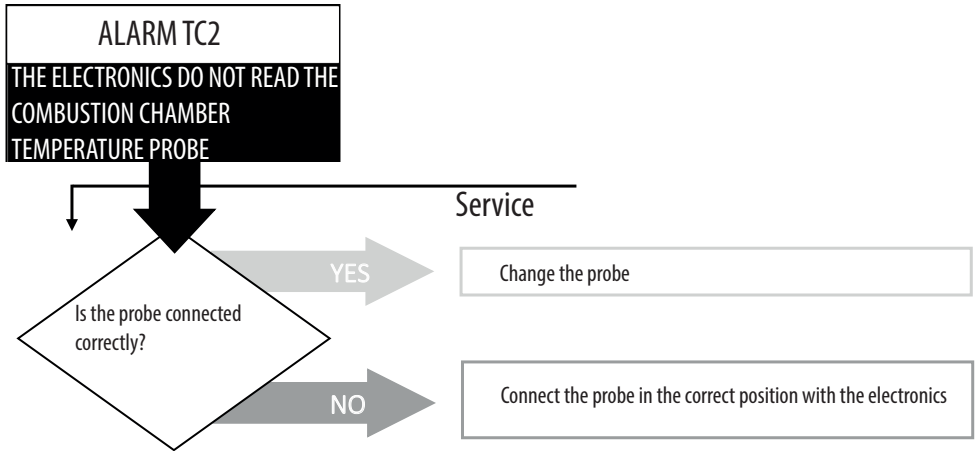 ALARM TC2
THE ELECTRONICS DO NOT READ THE
COMBUSTION CHAMBER
TEMPERATURE PROBE
Service
YES
Change the probe
Is the probe connected
correctly?
NO
Connect the probe in the correct position with the electronics